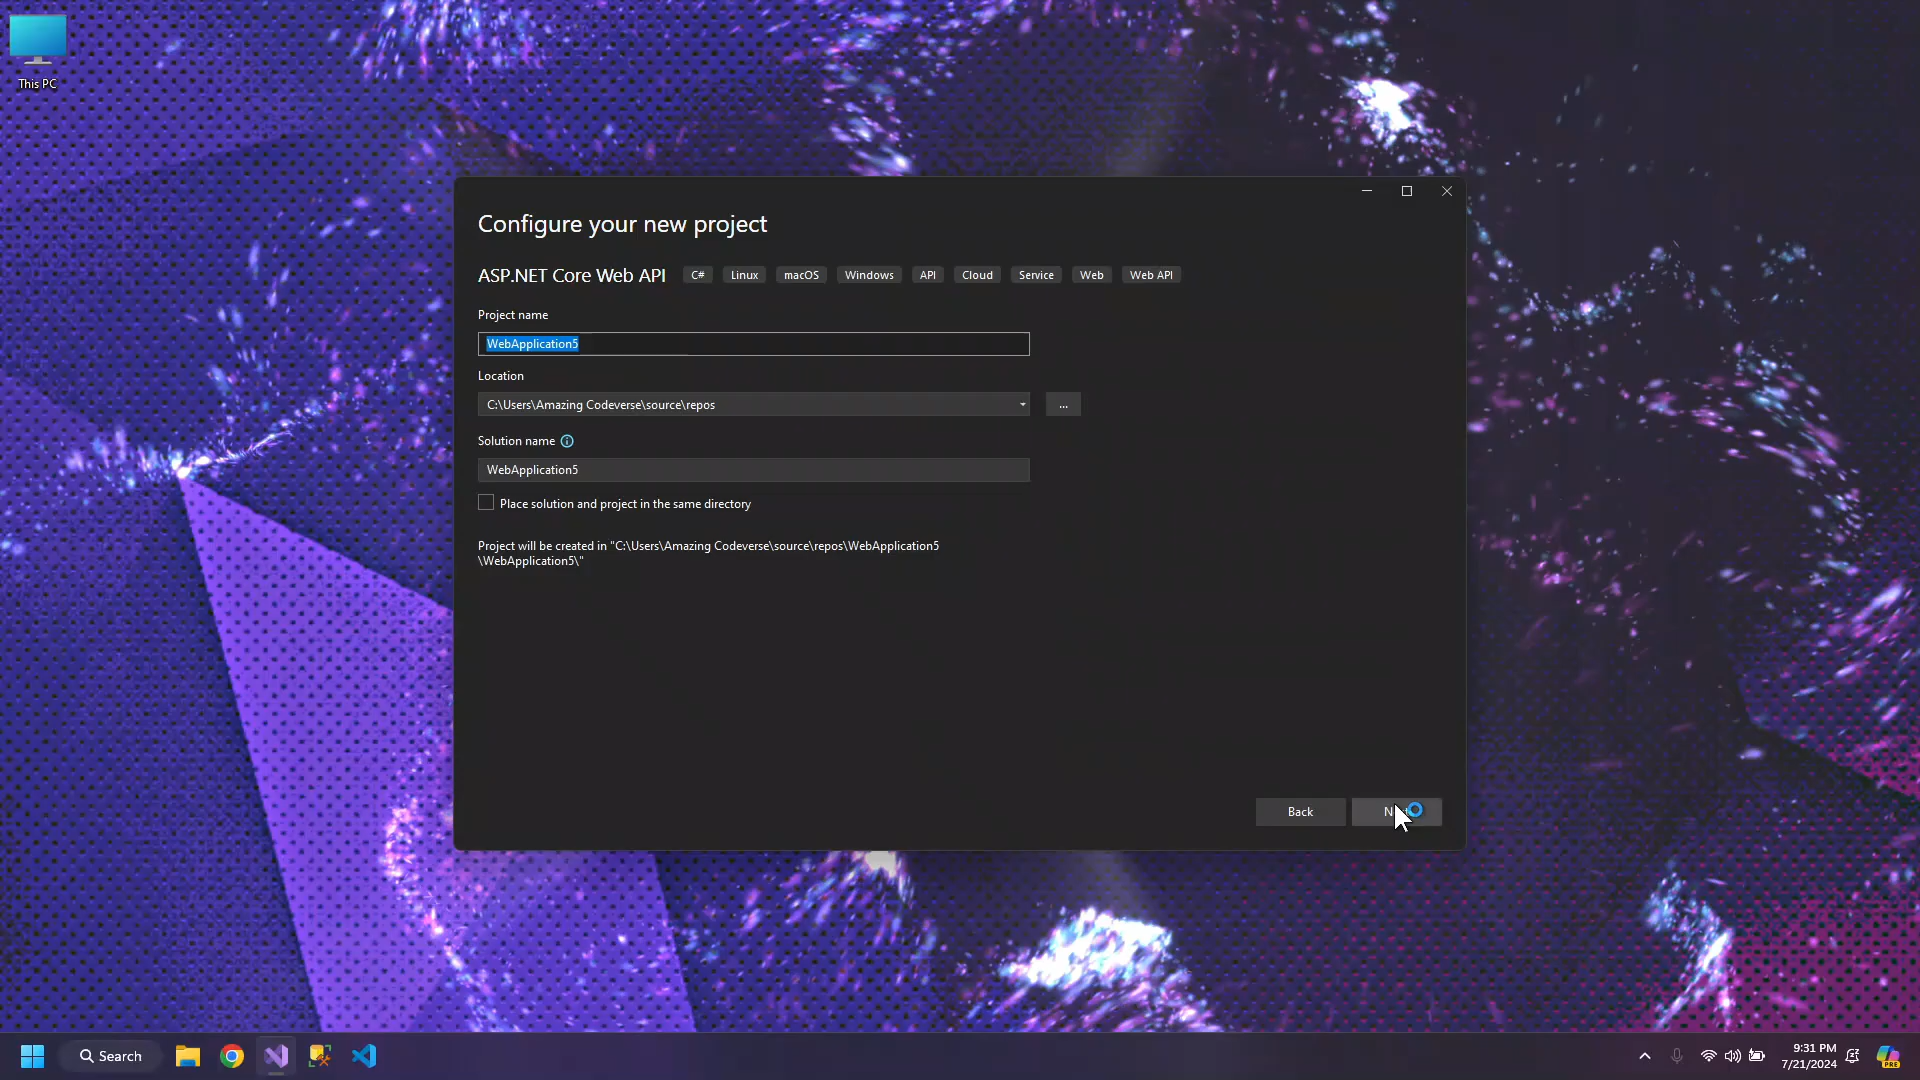 This PC
Configure your new project
ASP.NET Core Web API C# Linux macOS Windows API Cloud Service Web Web API
Project name
WebApplication5
Location
C:\Users\Amazing Codeverse\source\repos
...
Solution name
WebApplication5
Place solution and project in the same directory
Project will be created in "C:\Users\Amazing Codeverse\source\repos\WebApplication5
\WebApplication5\"
Back
Search
9:31 PM
7/21/2024
PRE